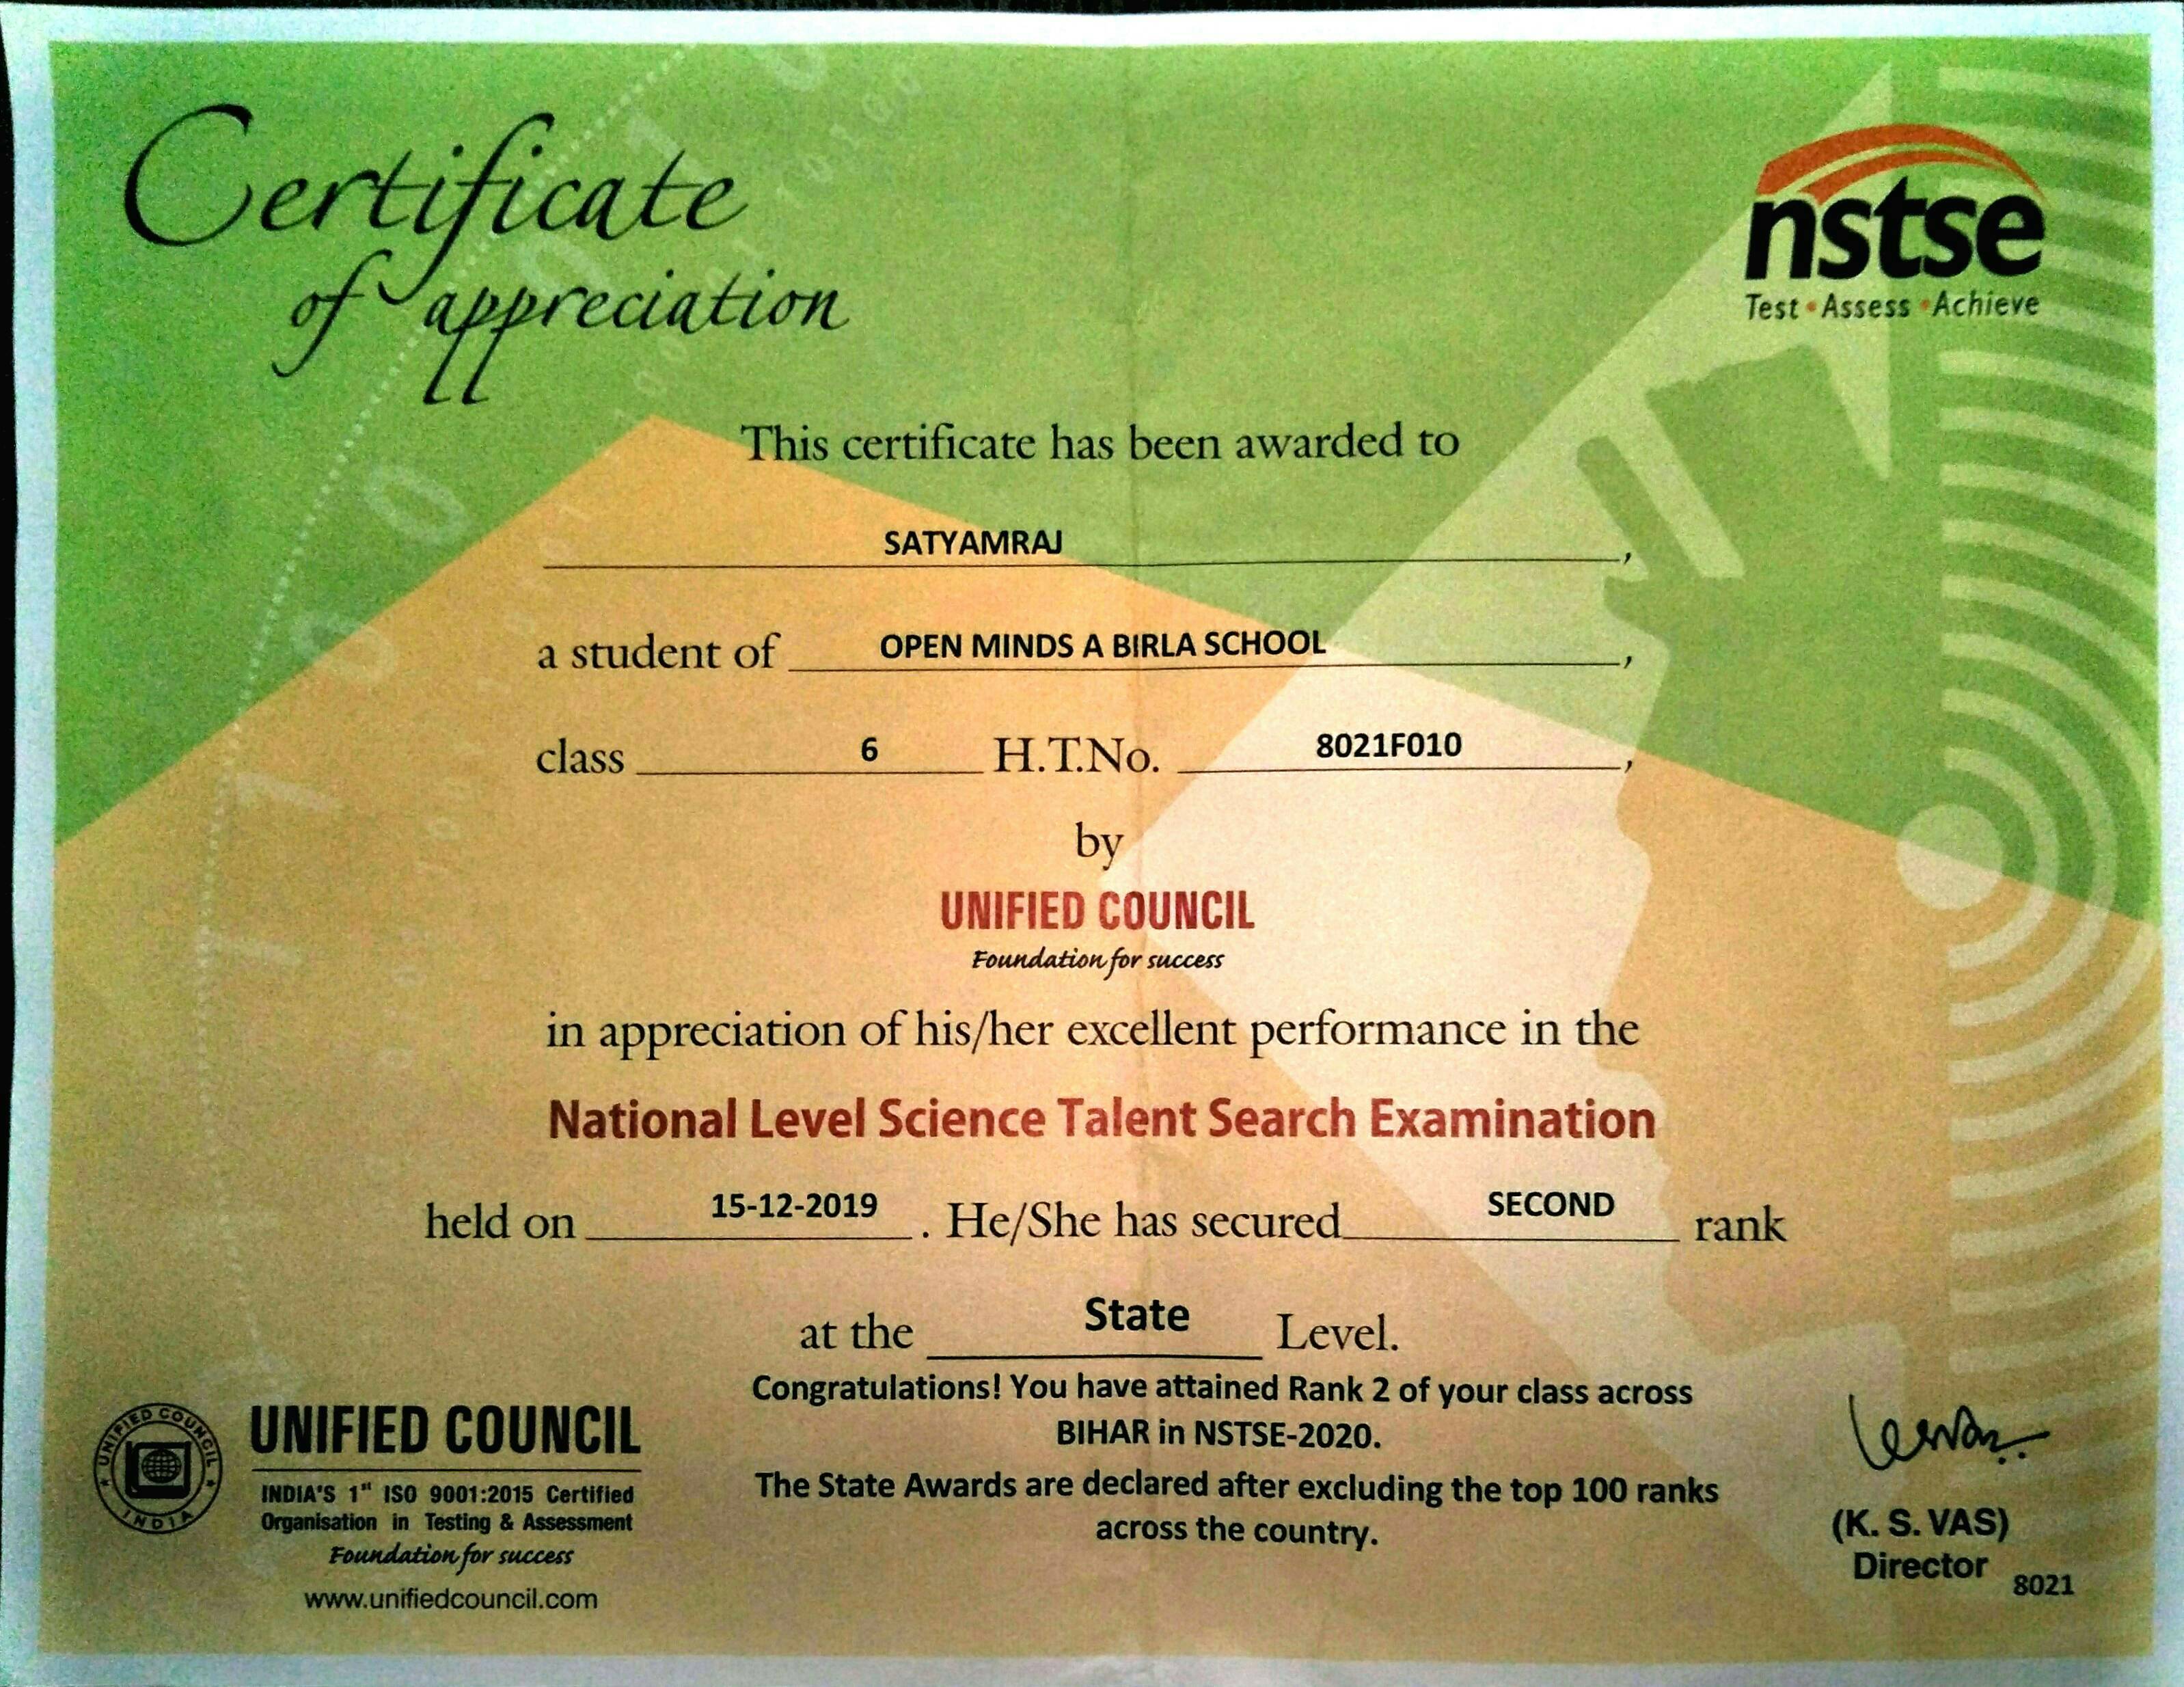 Certificate
of appreciation
nstse
Test • Assess • Achieve
This certificate has been awarded to
SATYAMRAJ,
a student of OPEN MINDS A BIRLA SCHOOL,
class 6 H.T.No. 8021F010,
by
UNIFIED COUNCIL
Foundation for success
in appreciation of his/her excellent performance in the
National Level Science Talent Search Examination
held on 15-12-2019. He/She has secured SECOND rank
at the State Level.
Congratulations! You have attained Rank 2 of your class across
BIHAR in NSTSE-2020.
The State Awards are declared after excluding the top 100 ranks
across the country.
UNIFIED COUNCIL
INDIA
UNIFIED COUNCIL
INDIA'S 1st ISO 9001:2015 Certified
Organisation in Testing & Assessment
Foundation for success
www.unifiedcouncil.com
(K. S. VAS)
Director
8021